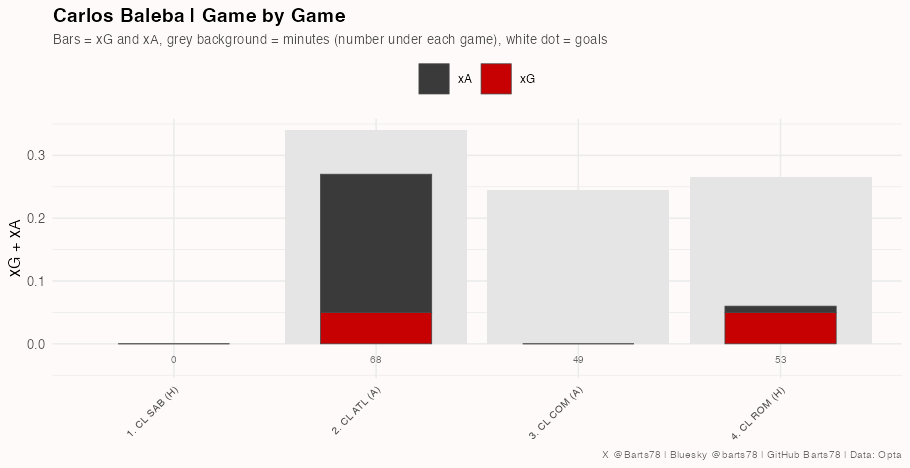 Carlos Baleba | Game by Game
Bars = xG and xA, grey background = minutes (number under each game), white dot = goals
xA
xG
xG + xA
0.3
0.2
0.1
0.0
0
68
49
53
1. CL SAB (H)
2. CL ATL (A)
3. CL COM (A)
4. CL ROM (H)
X @Barts78 | Bluesky @barts78 | GitHub Barts78 | Data: Opta